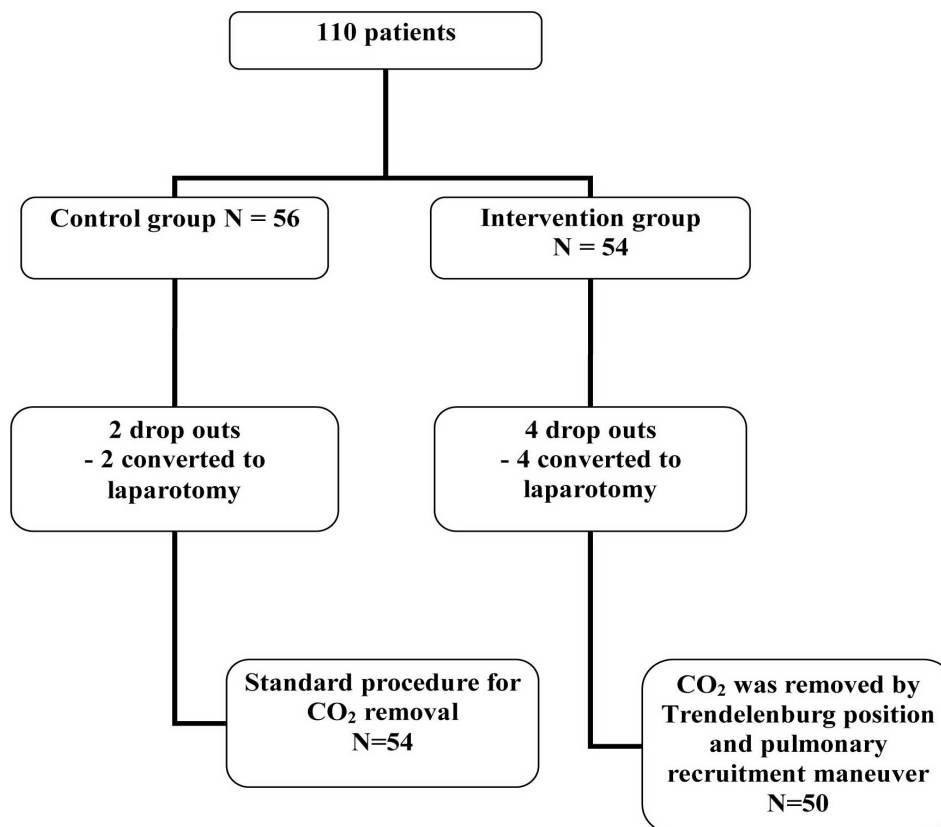 110 patients
Control group N = 56
Intervention group
N = 54
2 drop outs
- 2 converted to
laparotomy
4 drop outs
- 4 converted to
laparotomy
Standard procedure for
CO₂ removal
N=54
CO₂ was removed by
Trendelenburg position
and pulmonary
recruitment maneuver
N=50